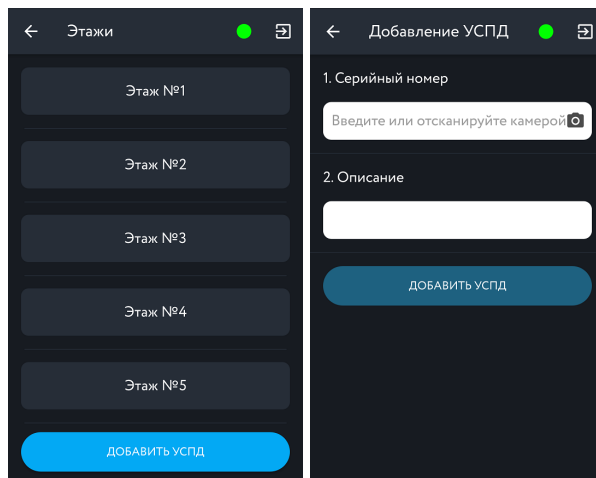 Этажи
Этаж №1
Этаж №2
Этаж №3
Этаж №4
Этаж №5
ДОБАВИТЬ УСПД
Добавление УСПД
1. Серийный номер
Введите или отсканируйте камерой
2. Описание
ДОБАВИТЬ УСПД